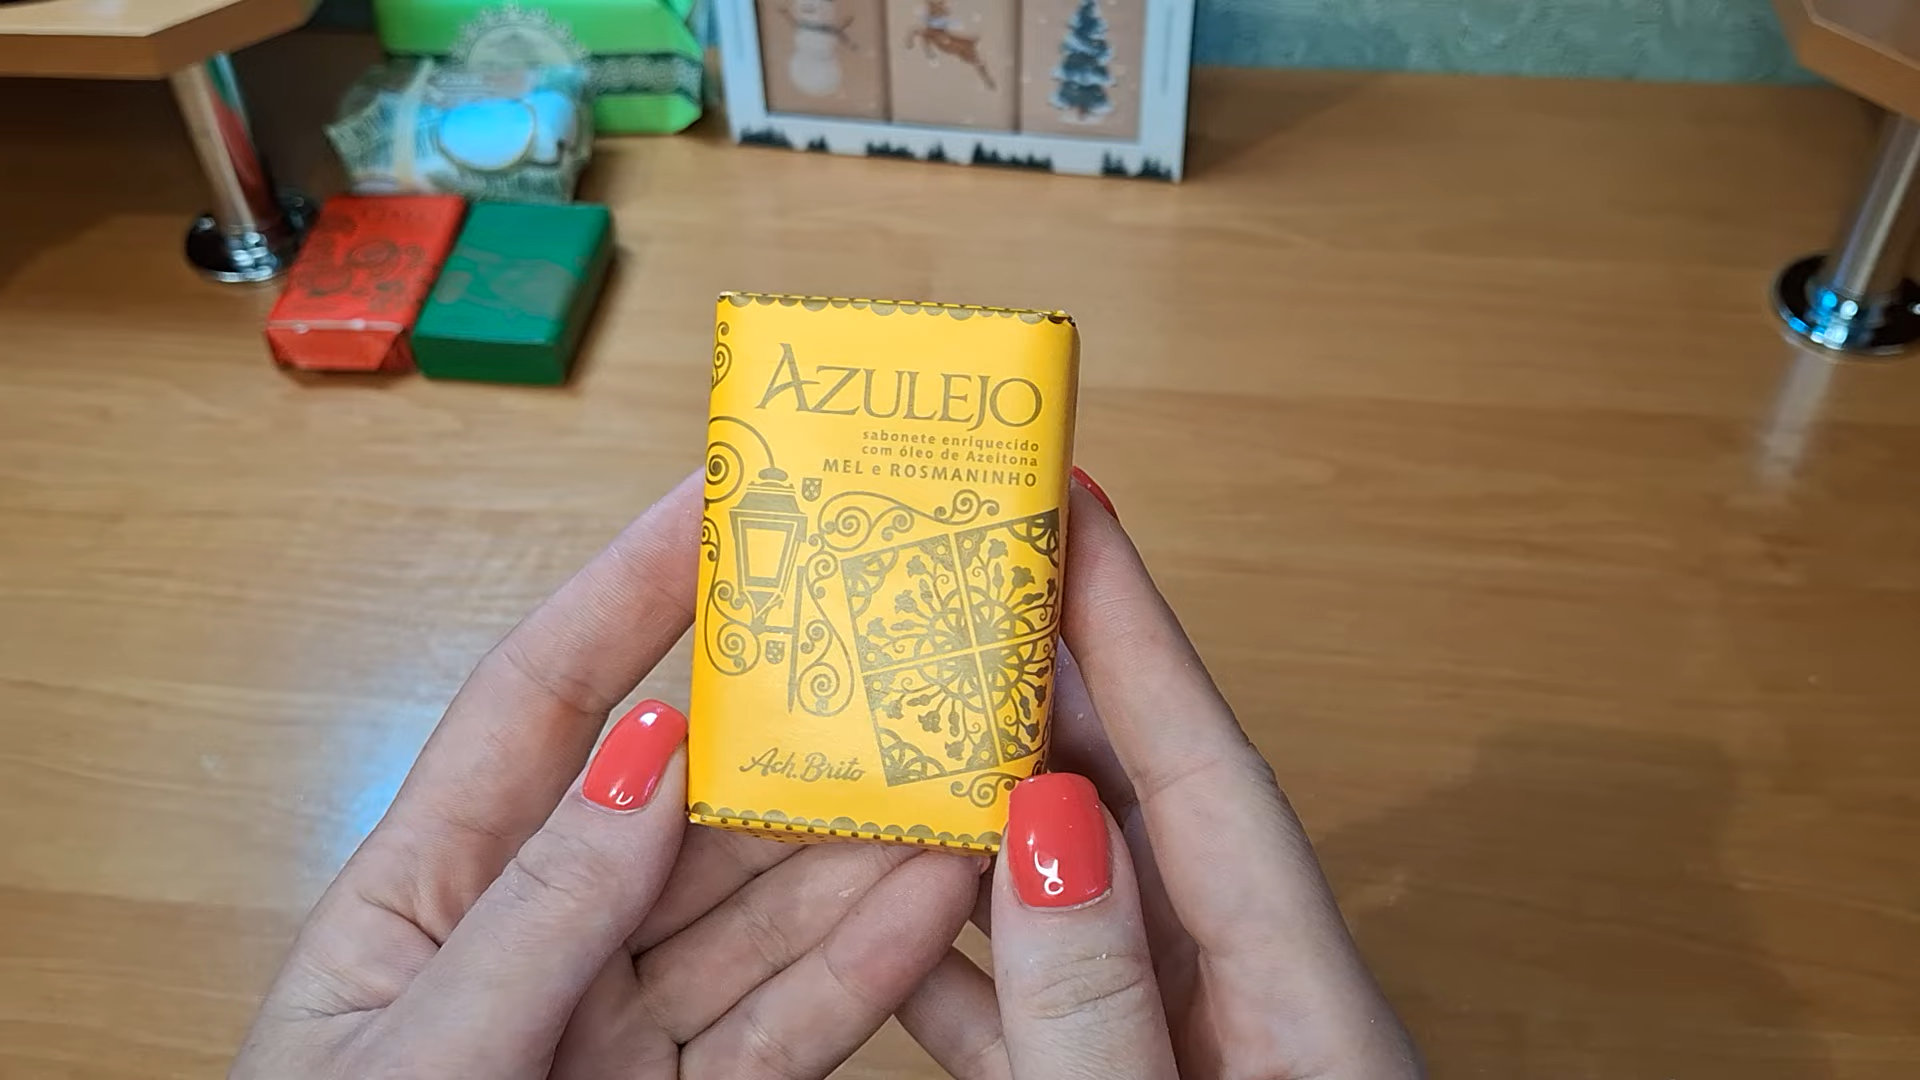 AZULEJO
sabonete enriquecido
com óleo de Azeitona
MEL e ROSMANINHO
Ach. Brito